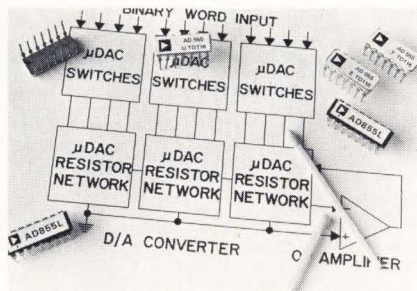 BINARY WORD INPUT
µDAC
SWITCHES
µDAC
SWITCHES
µDAC
SWITCHES
AD855L
µDAC
RESISTOR
NETWORK
µDAC
RESISTOR
NETWORK
µDAC
RESISTOR
NETWORK
AD855L
D/A CONVERTER
AMPLIFIER